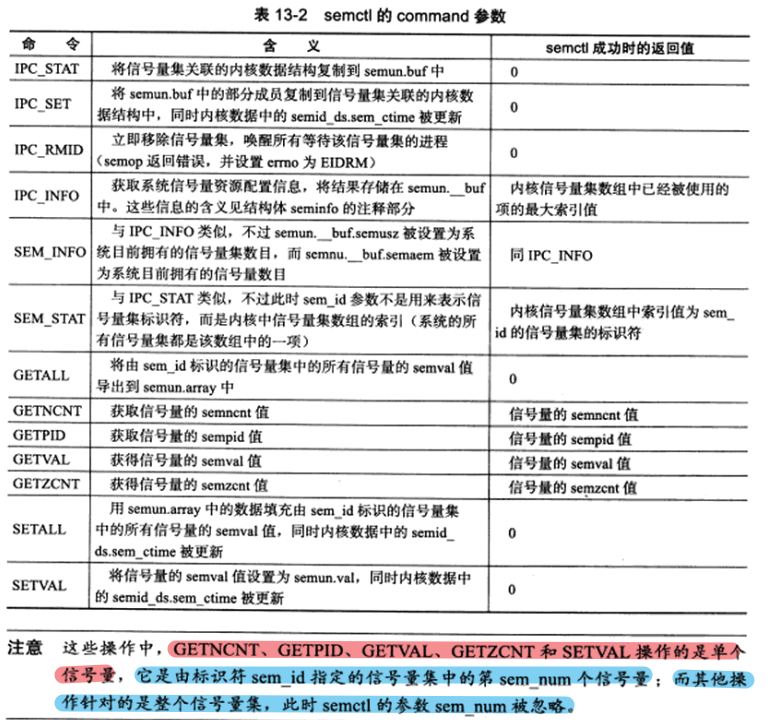 表 13-2 semctl 的 command 参数
命 令 含 义 semctl 成功时的返回值
IPC_STAT 将信号量集关联的内核数据结构复制到 semun.buf 中 0
IPC_SET 将 semun.buf 中的部分成员复制到信号量集关联的内核数
据结构中，同时内核数据中的 semid_ds.sem_ctime 被更新 0
IPC_RMID 立即移除信号量集，唤醒所有等待该信号量集的进程
（semop 返回错误，并设置 errno 为 EIDRM） 0
IPC_INFO 获取系统信号量资源配置信息，将结果存储在 semun.__buf 内核信号量集数组中已经被使用的
中。这些信息的含义见结构体 seminfo 的注释部分 项的最大索引值
与 IPC_INFO 类似，不过 semun.__buf.semusz 被设置为系
SEM_INFO 统目前拥有的信号量集数目，而 semnu.__buf.semaem 被设置 同 IPC_INFO
为系统目前拥有的信号量数目
与 IPC_STAT 类似，不过此时 sem_id 参数不是用来表示信
SEM_STAT 号量集标识符，而是内核中信号量集数组的索引（系统的所 内核信号量集数组中索引值为 sem_
有信号量集都是该数组中的一项） id 的信号量集的标识符
GETALL 将由 sem_id 标识的信号量集中的所有信号量的 semval 值
导出到 semun.array 中 0
GETNCNT 获取信号量的 semncnt 值 信号量的 semncnt 值
GETPID 获取信号量的 sempid 值 信号量的 sempid 值
GETVAL 获得信号量的 semval 值 信号量的 semval 值
GETZCNT 获得信号量的 semzcnt 值 信号量的 semzcnt 值
用 semun.array 中的数据填充由 sem_id 标识的信号量集
SETALL 中的所有信号量的 semval 值，同时内核数据中的 semid_ 0
ds.sem_ctime 被更新
SETVAL 将信号量的 semval 值设置为 semun.val，同时内核数据中
的 semid_ds.sem_ctime 被更新 0
注意 这些操作中，GETNCNT、GETPID、GETVAL、GETZCNT 和 SETVAL 操作的是单个
信号量，它是由标识符 sem_id 指定的信号量集中的第 sem_num 个信号量；而其他操
作针对的是整个信号量集，此时 semctl 的参数 sem_num 被忽略。